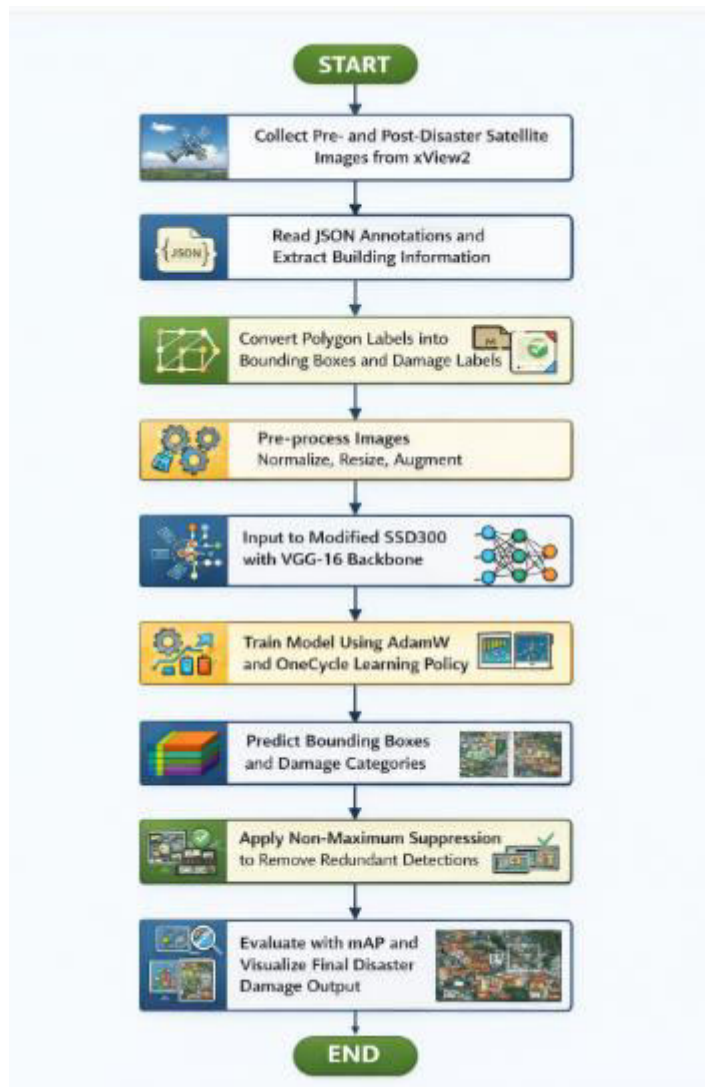 START
Collect Pre- and Post-Disaster Satellite
Images from xView2
{JSON}
Read JSON Annotations and
Extract Building Information
Convert Polygon Labels into
Bounding Boxes and Damage Labels
M
Pre-process Images
Normalize, Resize, Augment
Input to Modified SSD300
with VGG-16 Backbone
Train Model Using AdamW
and OneCycle Learning Policy
Predict Bounding Boxes
and Damage Categories
Apply Non-Maximum Suppression
to Remove Redundant Detections
Evaluate with mAP and
Visualize Final Disaster
Damage Output
END